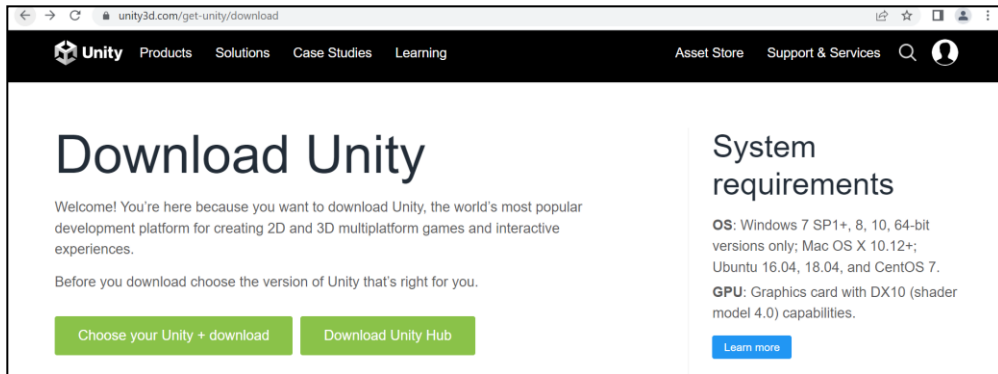 unity3d.com/get-unity/download
Unity Products Solutions Case Studies Learning Asset Store Support & Services
Download Unity
Welcome! You're here because you want to download Unity, the world's most popular
development platform for creating 2D and 3D multiplatform games and interactive
experiences.
Before you download choose the version of Unity that's right for you.
Choose your Unity + download Download Unity Hub
System
requirements
OS: Windows 7 SP1+, 8, 10, 64-bit
versions only; Mac OS X 10.12+;
Ubuntu 16.04, 18.04, and CentOS 7.
GPU: Graphics card with DX10 (shader
model 4.0) capabilities.
Learn more